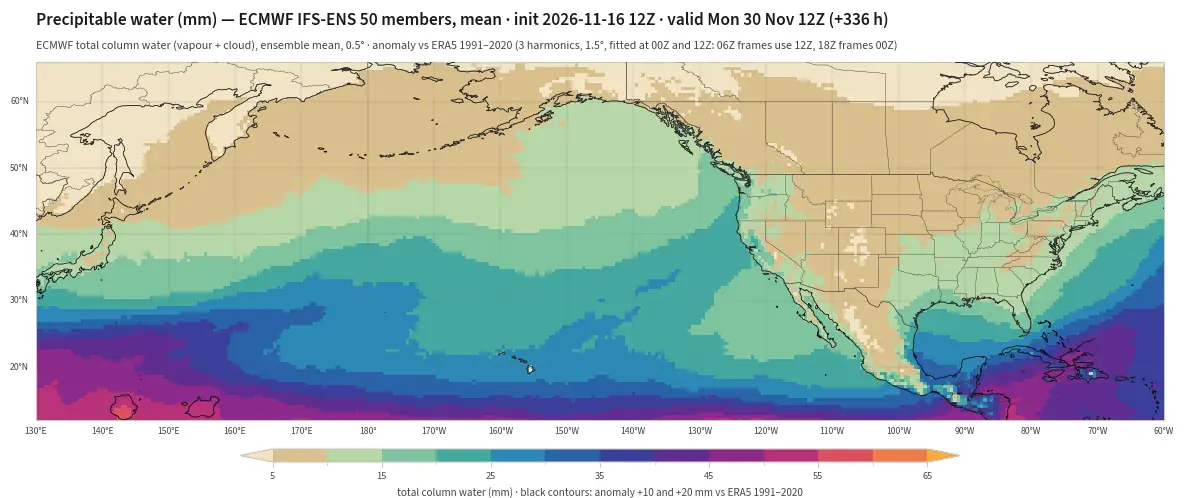 Precipitable water (mm) — ECMWF IFS-ENS 50 members, mean · init 2026-11-16 12Z · valid Mon 30 Nov 12Z (+336 h)
ECMWF total column water (vapour + cloud), ensemble mean, 0.5° · anomaly vs ERA5 1991–2020 (3 harmonics, 1.5°, fitted at 00Z and 12Z: 06Z frames use 12Z, 18Z frames 00Z)
60°N
50°N
40°N
30°N
20°N
130°E 140°E 150°E 160°E 170°E 180° 170°W 160°W 150°W 140°W 130°W 120°W 110°W 100°W 90°W 80°W 70°W 60°W
5 15 25 35 45 55 65
total column water (mm) · black contours: anomaly +10 and +20 mm vs ERA5 1991–2020